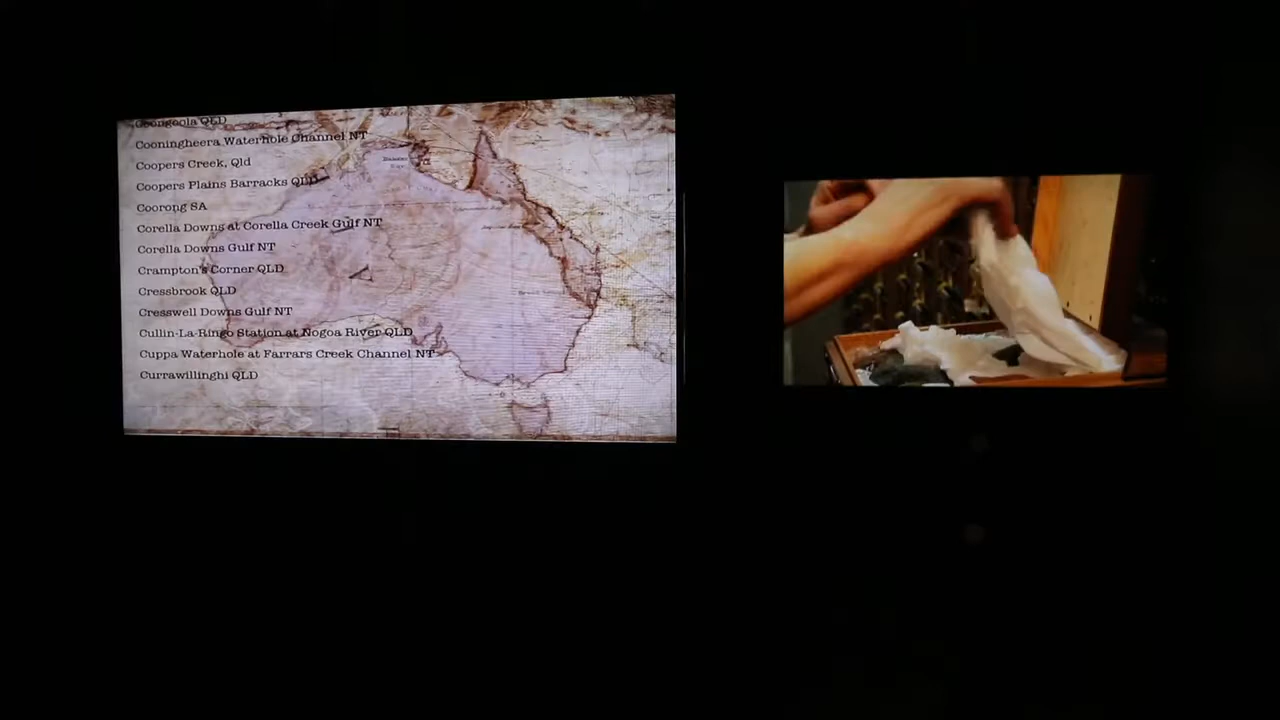 Coongoola QLD
Cooningheera Waterhole Channel NT
Coopers Creek, Qld
Coopers Plains Barracks QLD
Coorong SA
Corella Downs at Corella Creek Gulf NT
Corella Downs Gulf NT
Crampton's Corner QLD
Cressbrook QLD
Cresswell Downs Gulf NT
Cullin-La-Ringo Station at Nogoa River QLD
Cuppa Waterhole at Farrars Creek Channel NT
Currawillinghi QLD